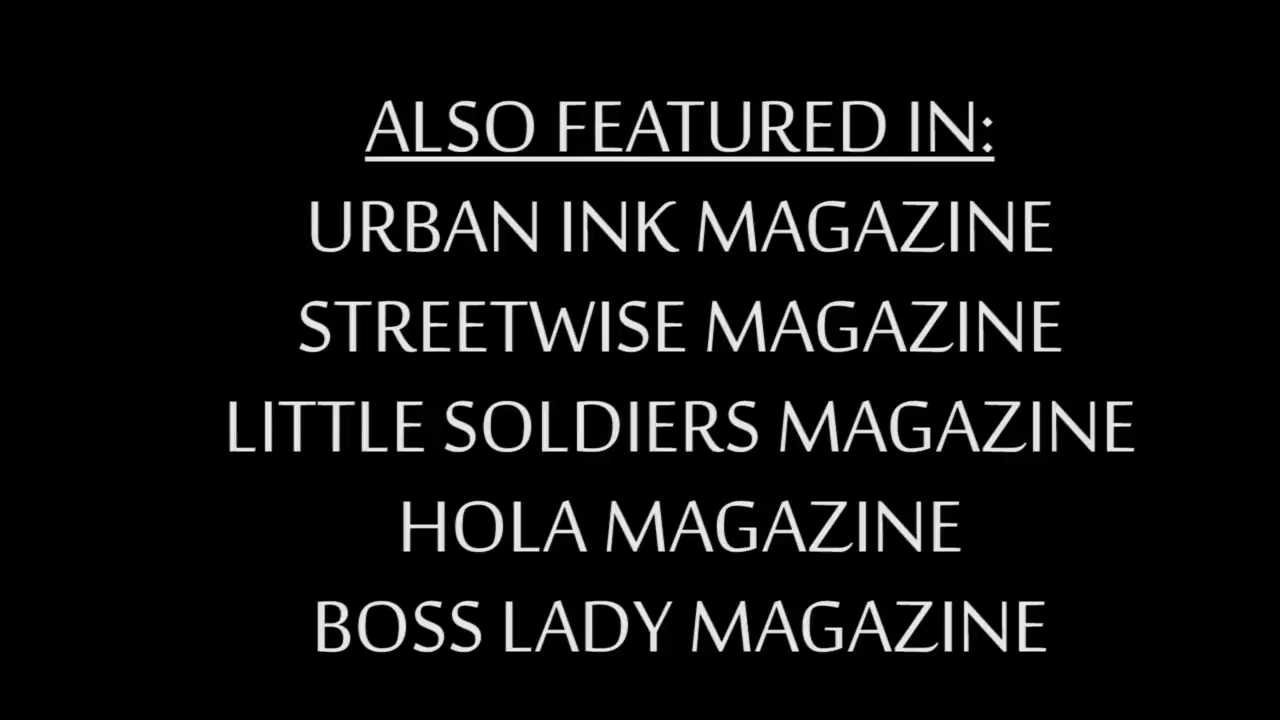 ALSO FEATURED IN:
URBAN INK MAGAZINE
STREETWISE MAGAZINE
LITTLE SOLDIERS MAGAZINE
HOLA MAGAZINE
BOSS LADY MAGAZINE